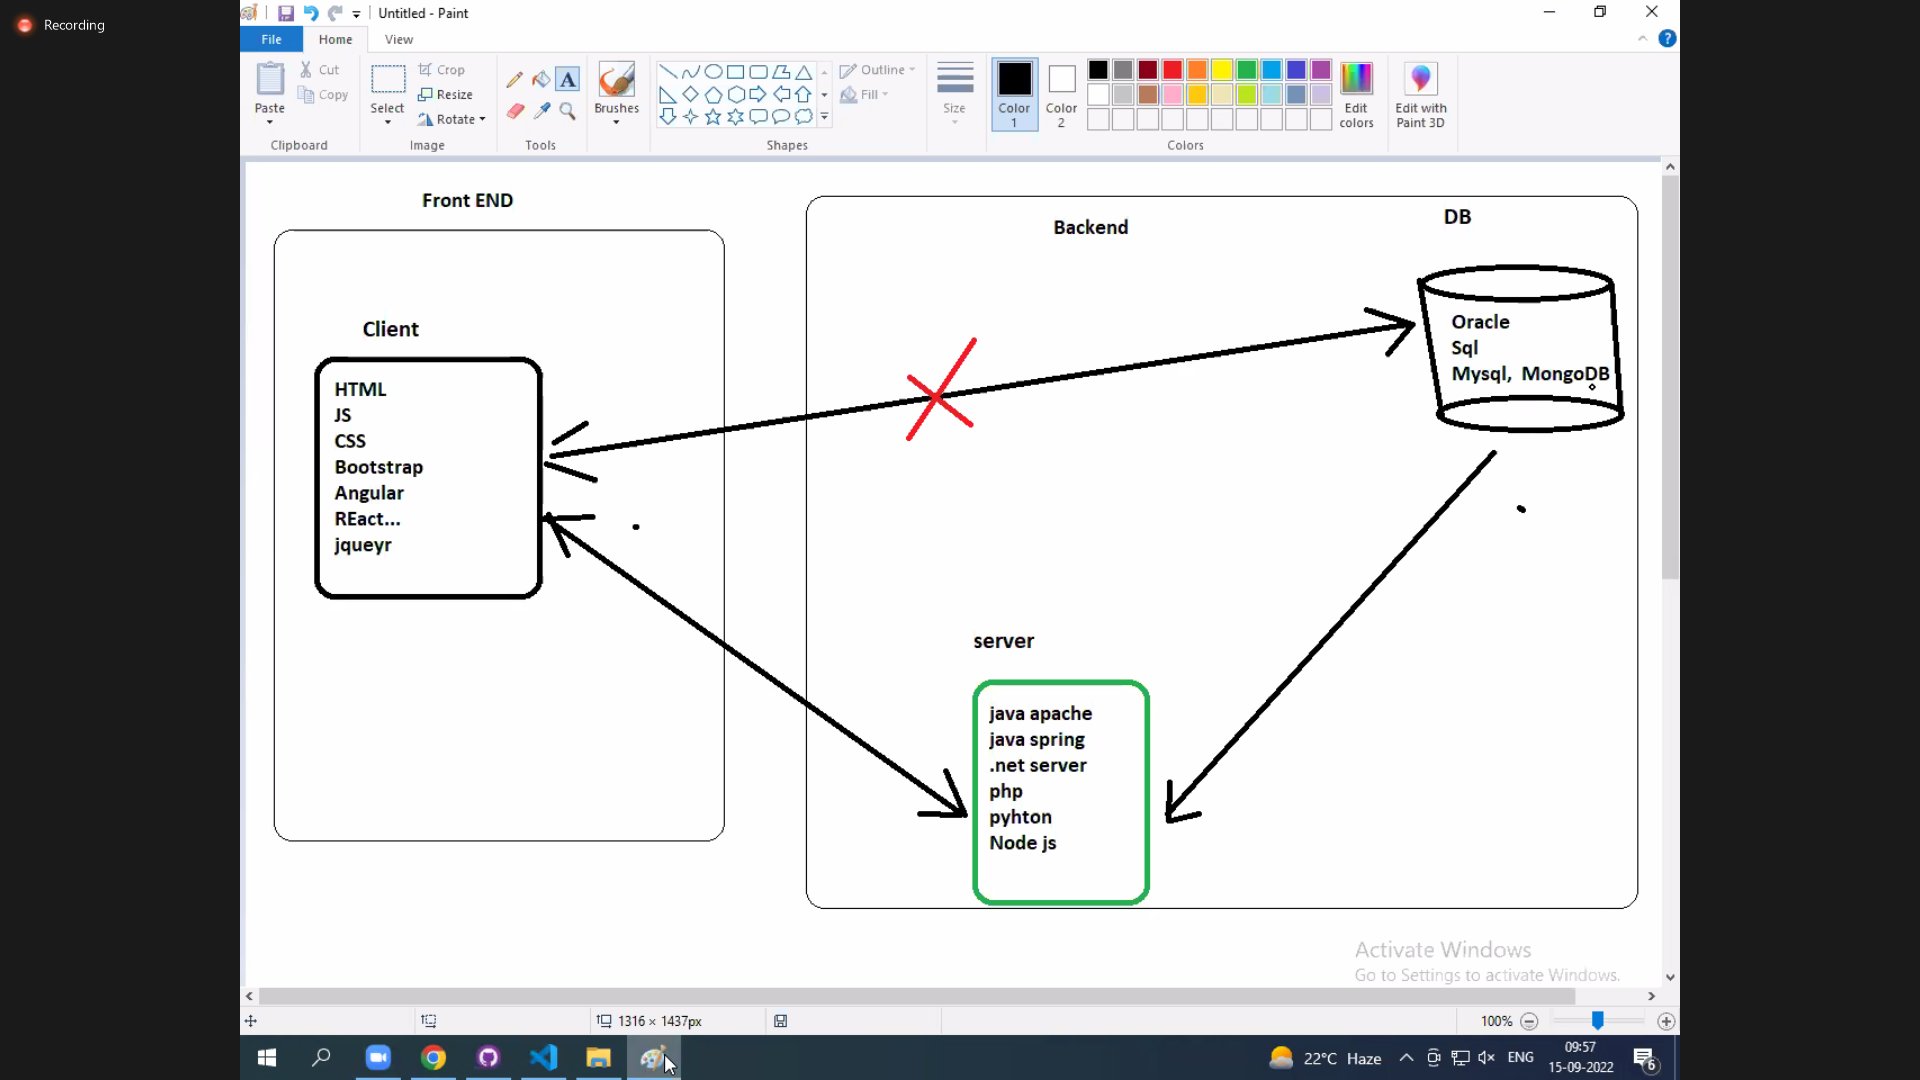 Recording
Untitled - Paint
File
Home
View
Paste
Cut
Copy
Clipboard
Select
Crop
Resize
Rotate
Image
A
Tools
Brushes
Shapes
Outline
Fill
Size
Color
1
Color
2
Colors
Edit
colors
Edit with
Paint 3D
?
Front END
Client
HTML
JS
CSS
Bootstrap
Angular
REact...
jqueyr
Backend
DB
Oracle
Sql
Mysql, MongoDB
server
java apache
java spring
.net server
php
pyhton
Node js
Activate Windows
Go to Settings to activate Windows.
1316 × 1437px
100%
22°C Haze
ENG
09:57
15-09-2022
6